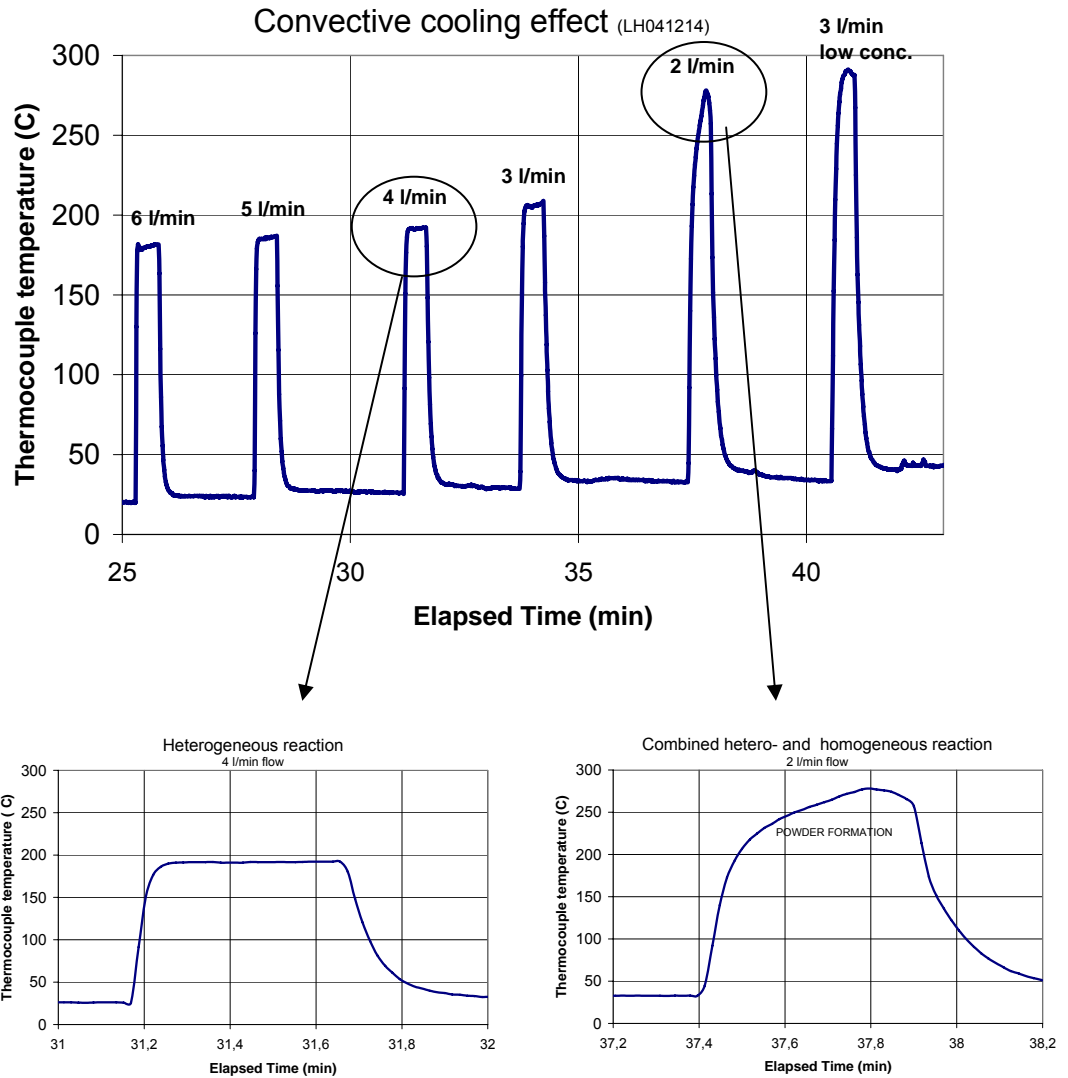 Convective cooling effect (LH041214)
3 l/min
low conc.
2 l/min
3 l/min
4 l/min
5 l/min
6 l/min
Thermocouple temperature (C)
300
250
200
150
100
50
0
25 30 35 40
Elapsed Time (min)
Heterogeneous reaction
4 l/min flow
Thermocouple temperature ( C)
300
250
200
150
100
50
0
31 31,2 31,4 31,6 31,8 32
Elapsed Time (min)
Combined hetero- and homogeneous reaction
2 l/min flow
POWDER FORMATION
Thermocouple temperature (C)
300
250
200
150
100
50
0
37,2 37,4 37,6 37,8 38 38,2
Elapsed Time (min)